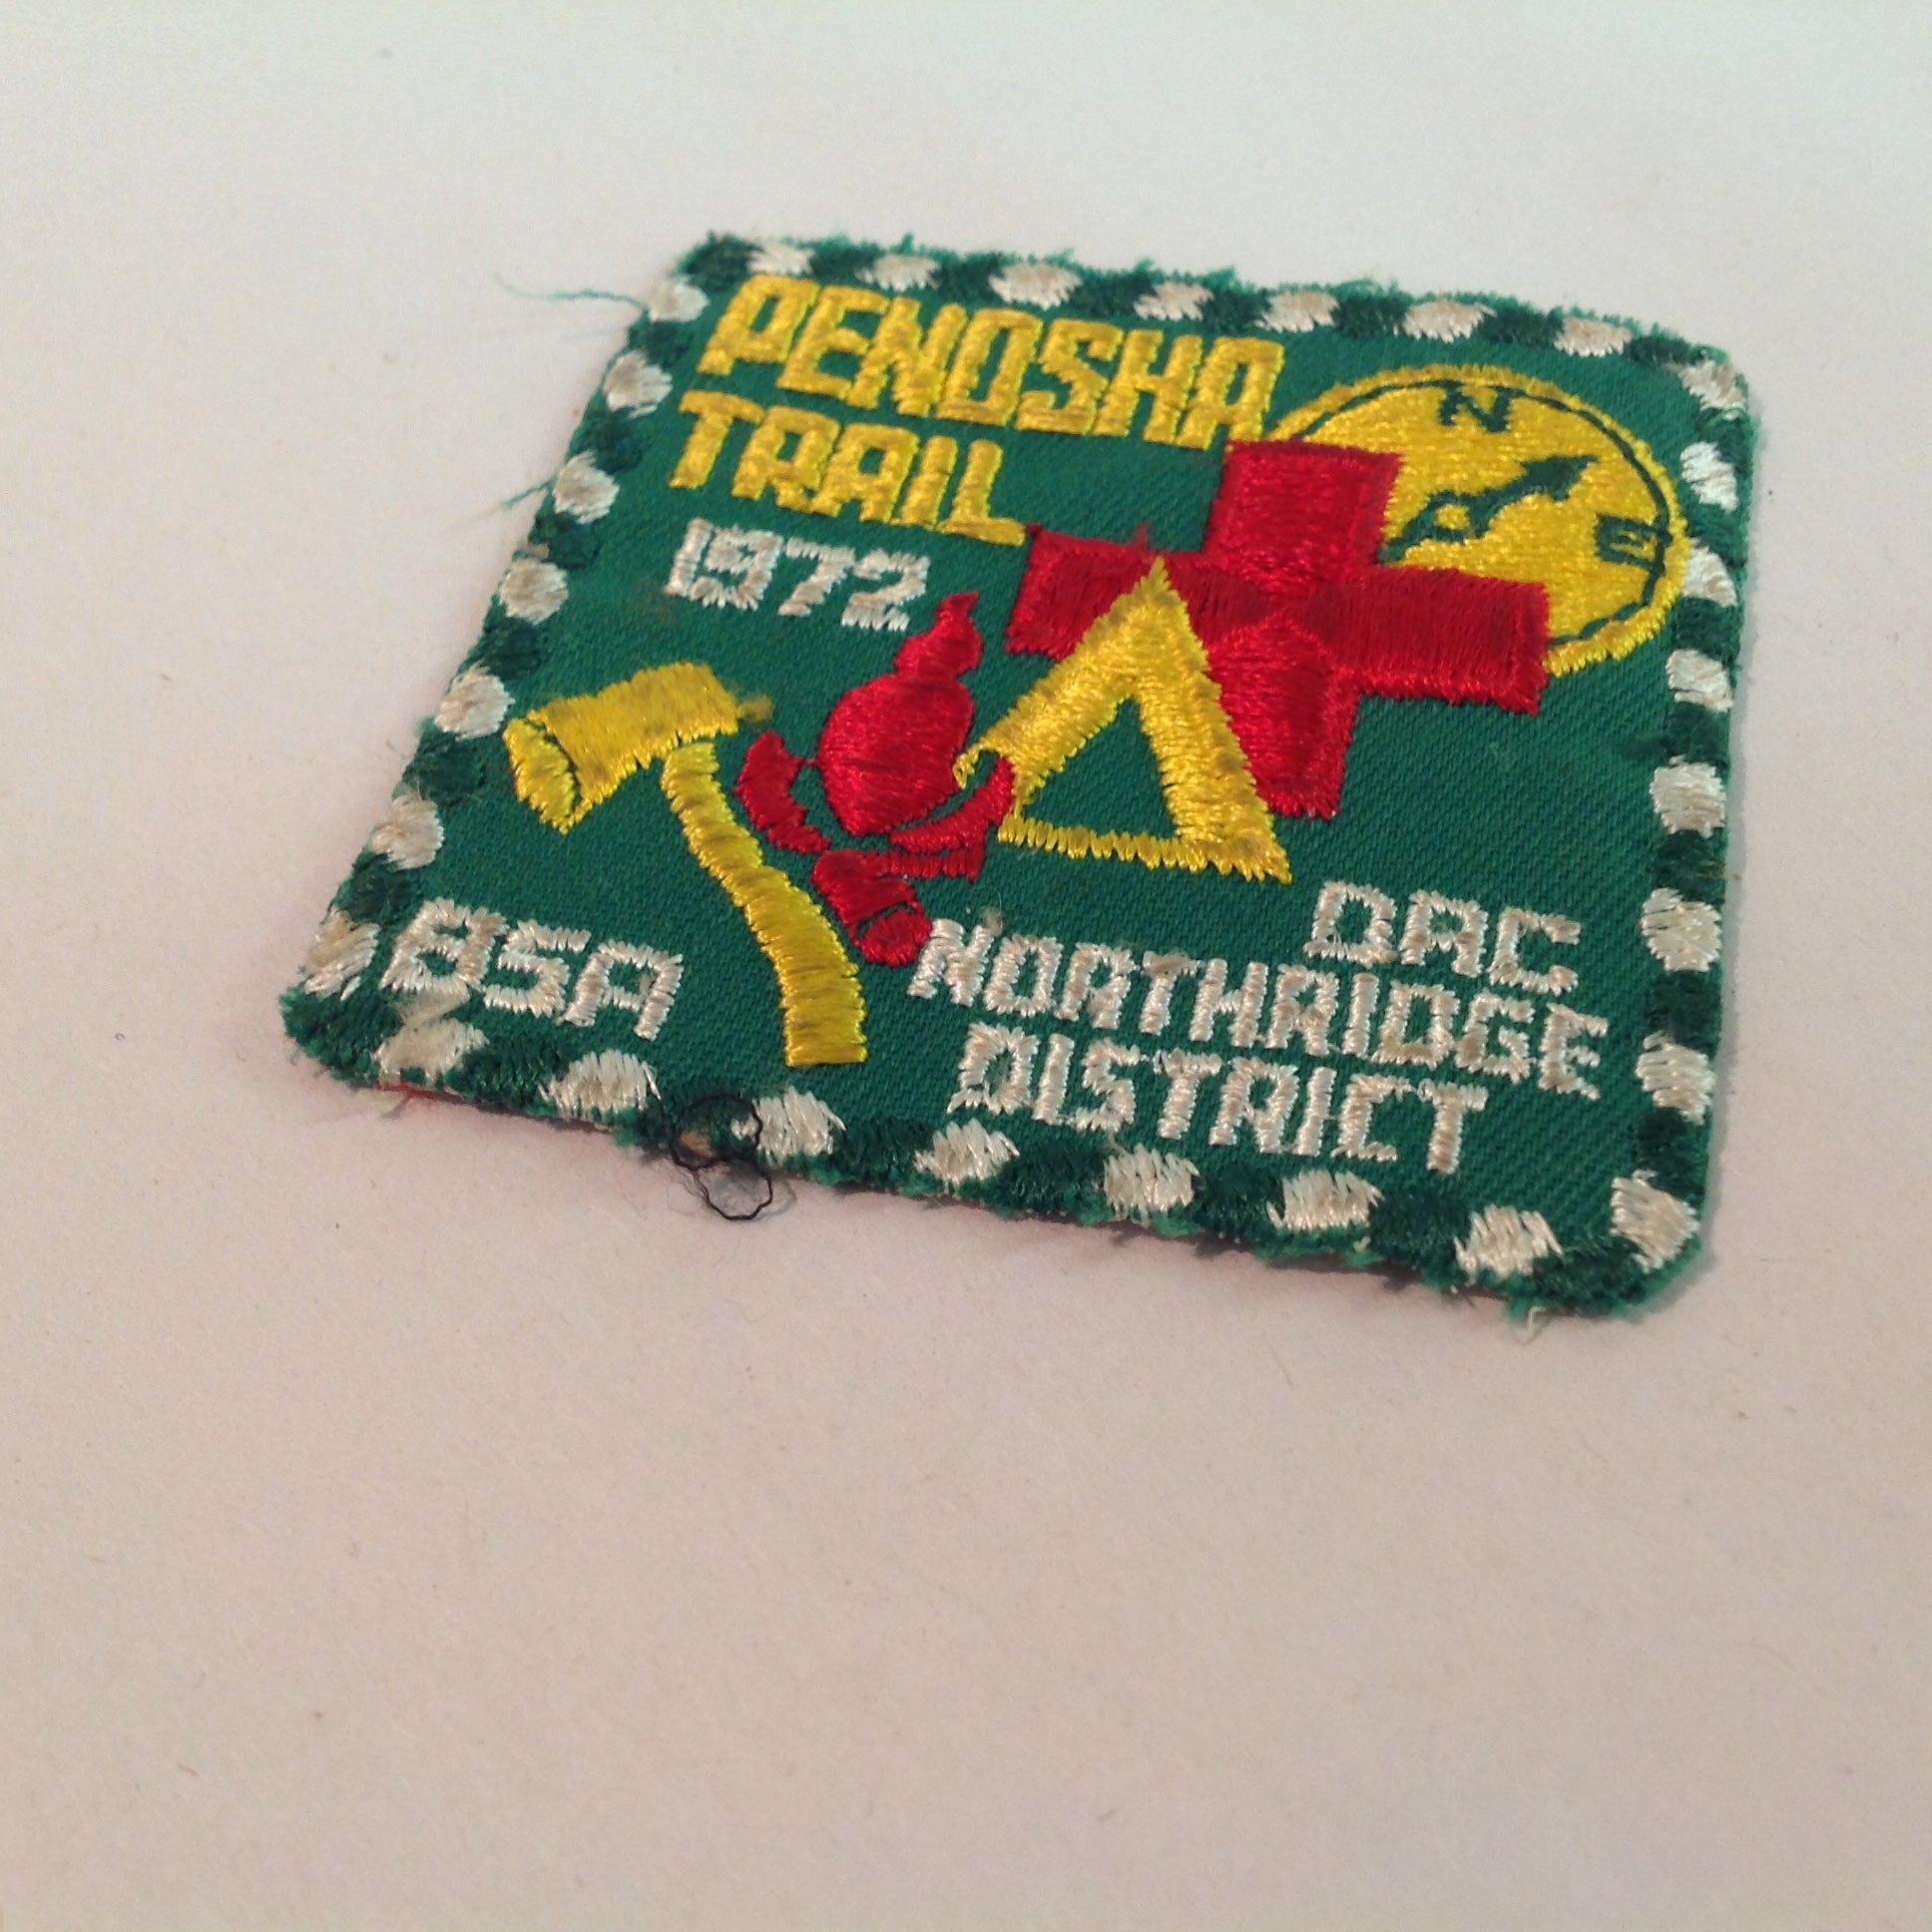 PENOSHA
TRAIL
1972
N
E
BSA
DAC
NORTHRIDGE
DISTRICT